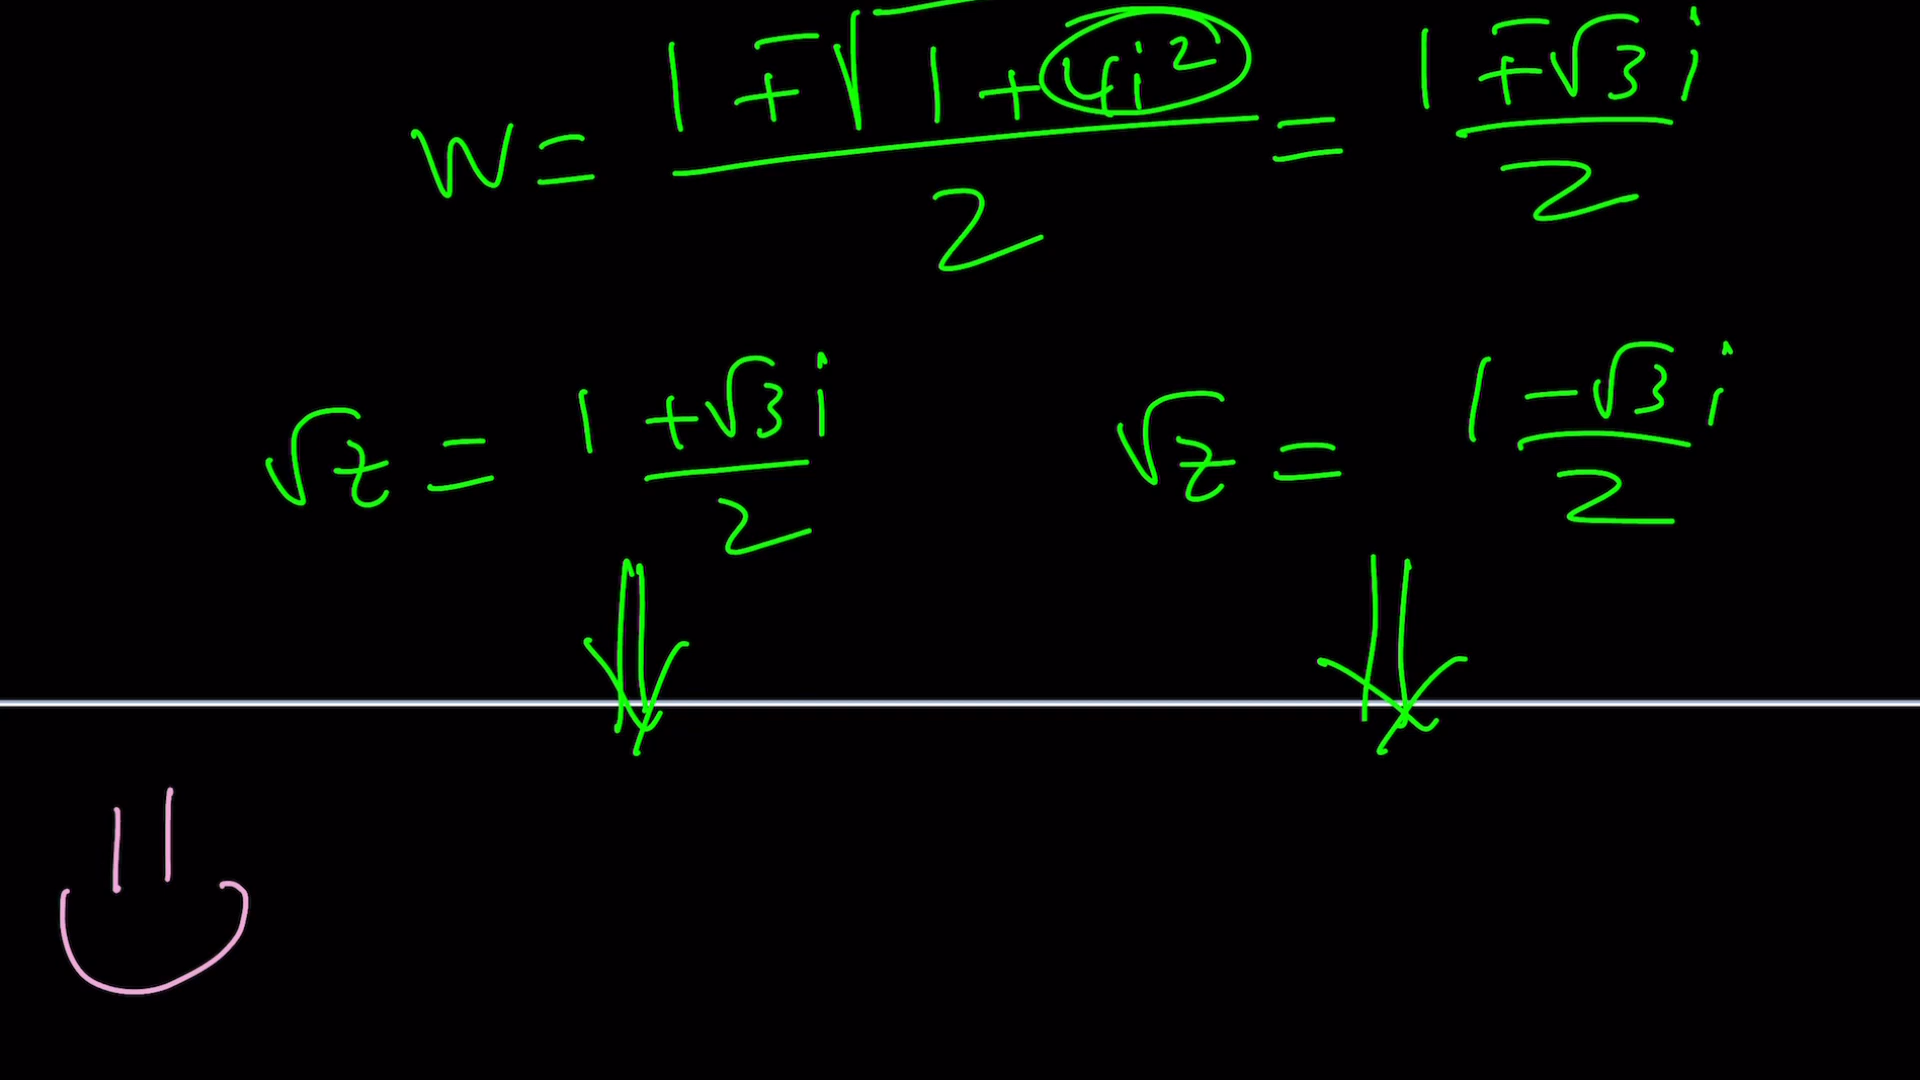 w = (1 ∓ √(1 + 4i²))/2 = (1 ∓ √3 i)/2
√z = (1 + √3 i)/2   √z = (1 − √3 i)/2